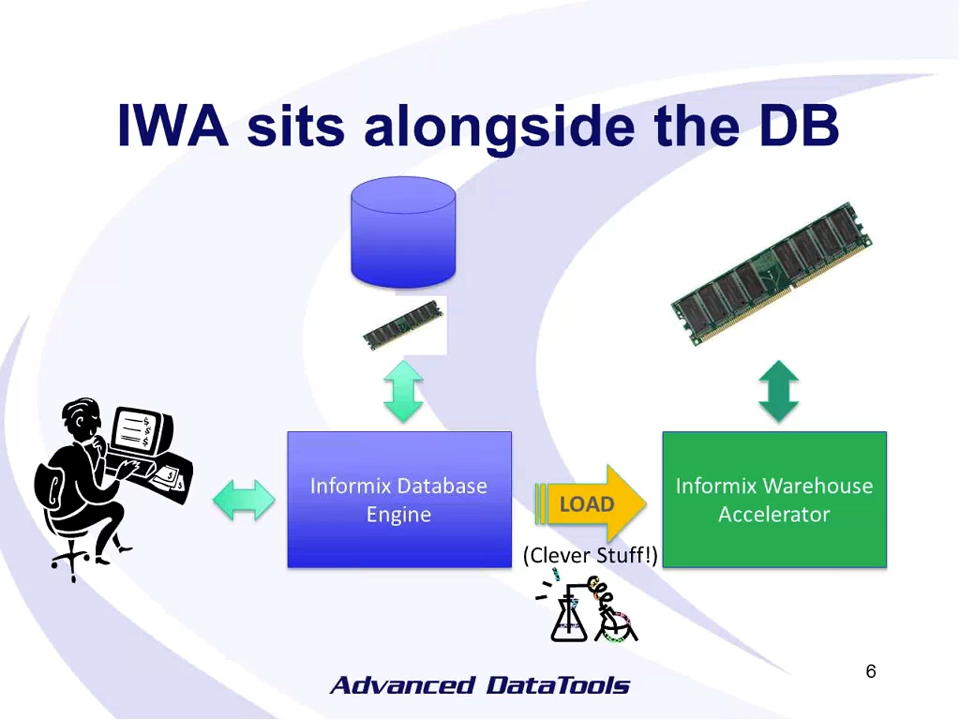 IWA sits alongside the DB
Informix Database
Engine
LOAD
Informix Warehouse
Accelerator
(Clever Stuff!)
6
Advanced DataTools